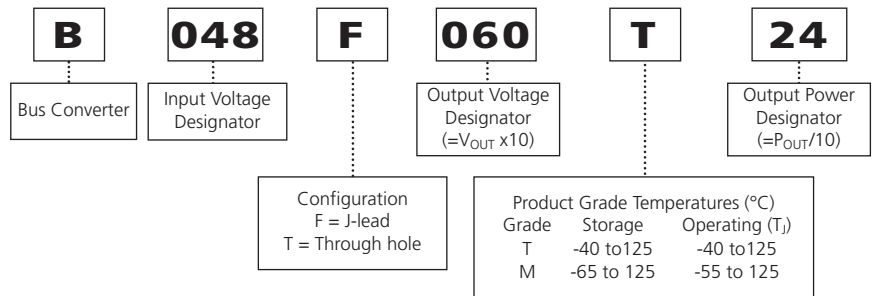 B 048 F 060 T 24
Bus Converter
Input Voltage
Designator
Output Voltage
Designator
(=VOUT x10)
Output Power
Designator
(=POUT/10)
Configuration
F = J-lead
T = Through hole
Product Grade Temperatures (°C)
Grade Storage Operating (TJ)
T -40 to125 -40 to125
M -65 to 125 -55 to 125